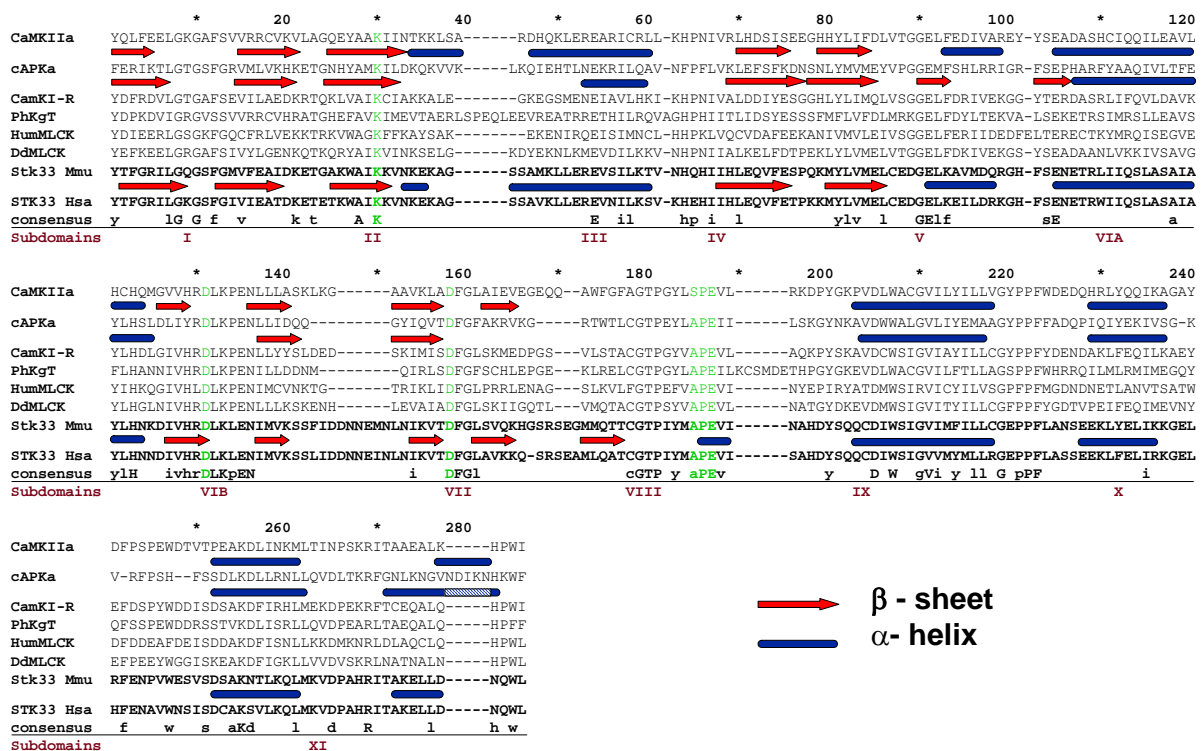 * 20 * 40 * 60 * 80 * 100 * 120
CaMKIIa YQLFEELGKGAFSVVRRCVKVLAGQEYAAKIINTKKLSA----RDHQKLEREARICRLL-KHPNIVRLHDSISEEGHHYLIFDLVTGGELFEDIVAREY-YSEADASHCIQQILEAVL
cAPKa FERIKTLGTGSFGRVMLVKHKETGNHYAMKILDKQKVVK----LKQIEHTLNEKRILQAV-NFPFLVKLEFSFKDNSNLYMVMEYVPGGEMFSHLRRIGR-FSEPHARFYAAQIVLTFE
CamKI-R YDFRDVLGTGAFSEVILAEDKRTQKLVAIKCIAKKALE------GKEGSMENEIAVLHKI-KHPNIVALDDIYESGGHLYLIMQLVSGGELFDRIVEKGG-YTERDASRLIFQVLDAVK
PhKgT YDPKDVIGRGVSSVVRRCVHRATGHEFAVKIMEVTAERLSPEQLEEVREATRRETHILRQVAGHPHIITLIDSYESSSFMFLVFDLMRKGELFDYLTEKVA-LSEKETRSIMRSLLEAVS
HumMLCK YDIEERLGSGKFGQCFRLVEKKTRKVWAGKFFKAYSAK------EKENIRQEISIMNCL-HHPKLVQCVDAFEEKANIVMVLEIVSGGELFERIIDEDFELTERECTKYMRQISEGVE
DdMLCK YEFKEELGRGAFSIVYLGENKQTKQRYAIKVINKSELG------KDYEKNLKMEVDILKKV-NHPNIIALKELFDTPEKLYLVMELVTGGELFDKIVEKGS-YSEADAANLVKKIVSAVG
Stk33 Mmu YTFGRILGQGSFGMVFEAIDKETGAKWAIKKVNKEKAG------SSAMKLLEREVSILKTV-NHQHIIHLEQVFESPQKMYLVMELCEDGELKAVMDQRGH-FSENETRLIIQSLASAIA
STK33 Hsa YTFGRILGKGSFGIVIEATDKETETKWAIKKVNKEKAG------SSAVKLLEREVNILKSV-KHEHIIHLEQVFETPKKMYLVMELCEDGELKEILDRKGH-FSENETRWIIQSLASAIA
consensus y lG G f v k t A K E il hp i l ylv l GElf sE a
Subdomains I II III IV V VIA
* 140 * 160 * 180 * 200 * 220 * 240
CaMKIIa HCHQMGVVHRDLKPENLLLASKLKG------AAVKLADFGLAIEVEGEQQ--AWFGFAGTPGYLSPEVL---RKDPYGKPVDLWACGVILYILLVGYPPFWDEDQHRLYQQIKAGAY
cAPKa YLHSLDLIYRDLKPENLLIDQQ---------GYIQVTDFGFAKRVKG----RTWTLCGTPEYLAPEII-----LSKGYNKAVDWWALGVLIYEMAAGYPPFFADQPIQIYEKIVSG-K
CamKI-R YLHDLGIVHRDLKPENLLYYSLDED------SKIMISDFGLSKMEDPGS---VLSTACGTPGYVAPEVL-----AQKPYSKAVDCWSIGVIAYILLCGYPPFYDENDAKLFEQILKAEY
PhKgT FLHANNIVHRDLKPENILLDDNM--------QIRLSDFGFSCHLEPGE---KLRELCGTPGYLAPEILKCSMDETHPGYGKEVDLWACGVILFTLLAGSPPFWHRRQILMLRMIMEGQY
HumMLCK YIHKQGIVHLDLKPENIMCVNKTG-------TRIKLIDFGLARRLENAG---SLKVLFGTPEFVAPEVI-----NYEPIRYATDMWSIRVICYILVSGEPPFMGDNDNETLANVTSATW
DdMLCK YLHGLNIVHRDLKPENLLLKSKENH------LEVAIADFGLSKIIGQTL---VMQTACGTPSYVAPEVL-----NATGYDKEVDMWSIGVITYILLCGYTPFYGDTVPEIFEQIMEVNY
Stk33 Mmu YLHNKDIVHRDLKLENIMVKSSFIDDNNEMNLNIKVTDFGLSVQKHGSRSEGMMQTTCGTPIYMAPEVI-----NAHDYSQQCDIWSIGVIMFILLCGEPPFLANSEEKLYELIKKGEL
STK33 Hsa YLHNNDIVHRDLKLENIMVKSSLIDDNNEINLNIKVTDFGLAVKKQ-SRSEAMLQATCGTPIYMAPEVI-----SAHDYSQQCDIWSIGVVMYMLLRGEPPFLASSEEKLFELIRKGEL
consensus ylH ivhrDLKpEN i DFGl cGTP y aPEv y D W gVi y ll G pPF i
Subdomains VIB VII VIII IX X
* 260 * 280
CaMKIIa DFPSPEWDTVTPEAKDLINKMLTINPSKRITAAEALK-----HPWI
cAPKa V-RFPSH--FSSDLKDLLRNLLQVDLTKRFGNLKNGVNDIKNHKWF
CamKI-R EFDSPYWDDISDSAKDFIRHLMEKDPEKRFTCEQALQ-----HPWI
PhKgT QFSSPEWDDRSSTVKDLISRLLQVDPEARLTAEQALQ-----HPFF
HumMLCK DFDDEAFDEISDDAKDFISNLLKKDMKNRLDLAQCLQ-----HPWL
DdMLCK EFPEEYWGGISKEAKDFIGKLLVVDVSKRLNATNALN-----HPWL
Stk33 Mmu RFENPVWESVSDSAKNTLKQLMKVDPAHRITAKELLD-----NQWL
STK33 Hsa HFENAVWNSISDCAKSVLKQLMKVDPAHRITAKELLD-----NQWL
consensus f w s aKd l d R l h w
Subdomains XI
β - sheet
α- helix